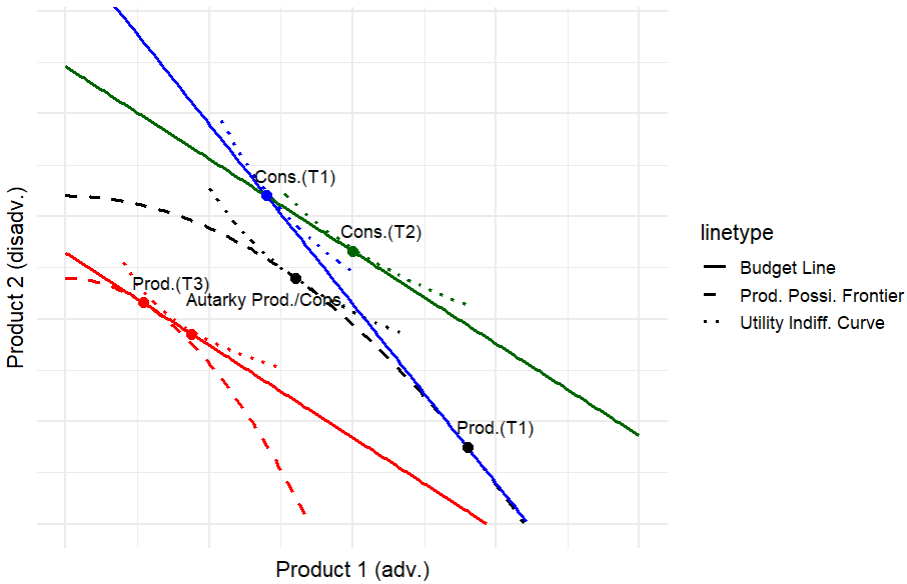 Cons.(T1)
Cons.(T2)
Prod.(T3)
Autarky Prod./Cons.
Prod.(T1)
Product 2 (disadv.)
Product 1 (adv.)
linetype
Budget Line
Prod. Possi. Frontier
Utility Indiff. Curve